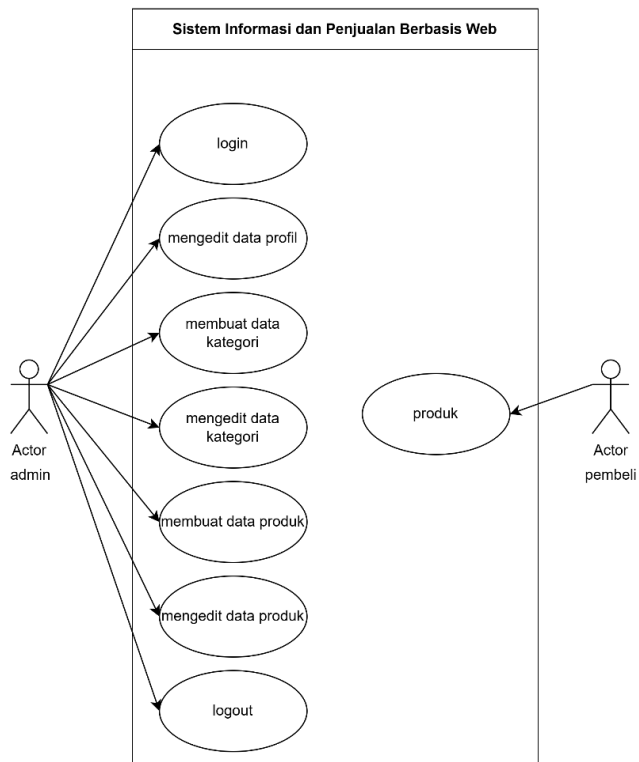 Sistem Informasi dan Penjualan Berbasis Web
login
mengedit data profil
membuat data
kategori
mengedit data
kategori
membuat data produk
mengedit data produk
logout
produk
Actor
admin
Actor
pembeli